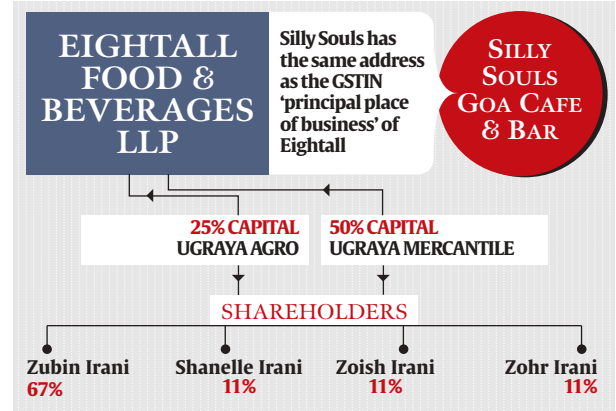 EIGHTALL
FOOD &
BEVERAGES
LLP
Silly Souls has
the same address
as the GSTIN
‘principal place
of business’ of
Eightall
SILLY
SOULS
GOA CAFE
& BAR
25% CAPITAL
UGRAYA AGRO
50% CAPITAL
UGRAYA MERCANTILE
SHAREHOLDERS
Zubin Irani
67%
Shanelle Irani
11%
Zoish Irani
11%
Zohr Irani
11%